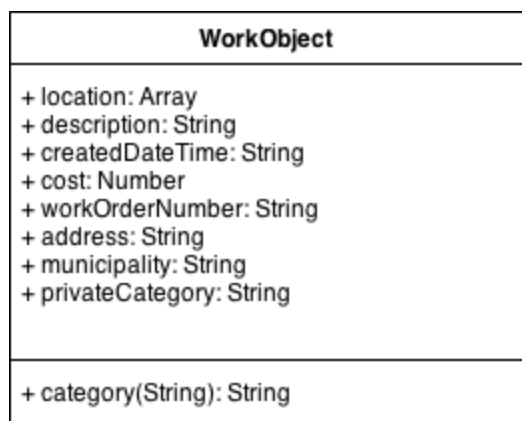 WorkObject
+ location: Array
+ description: String
+ createdDateTime: String
+ cost: Number
+ workOrderNumber: String
+ address: String
+ municipality: String
+ privateCategory: String
+ category(String): String